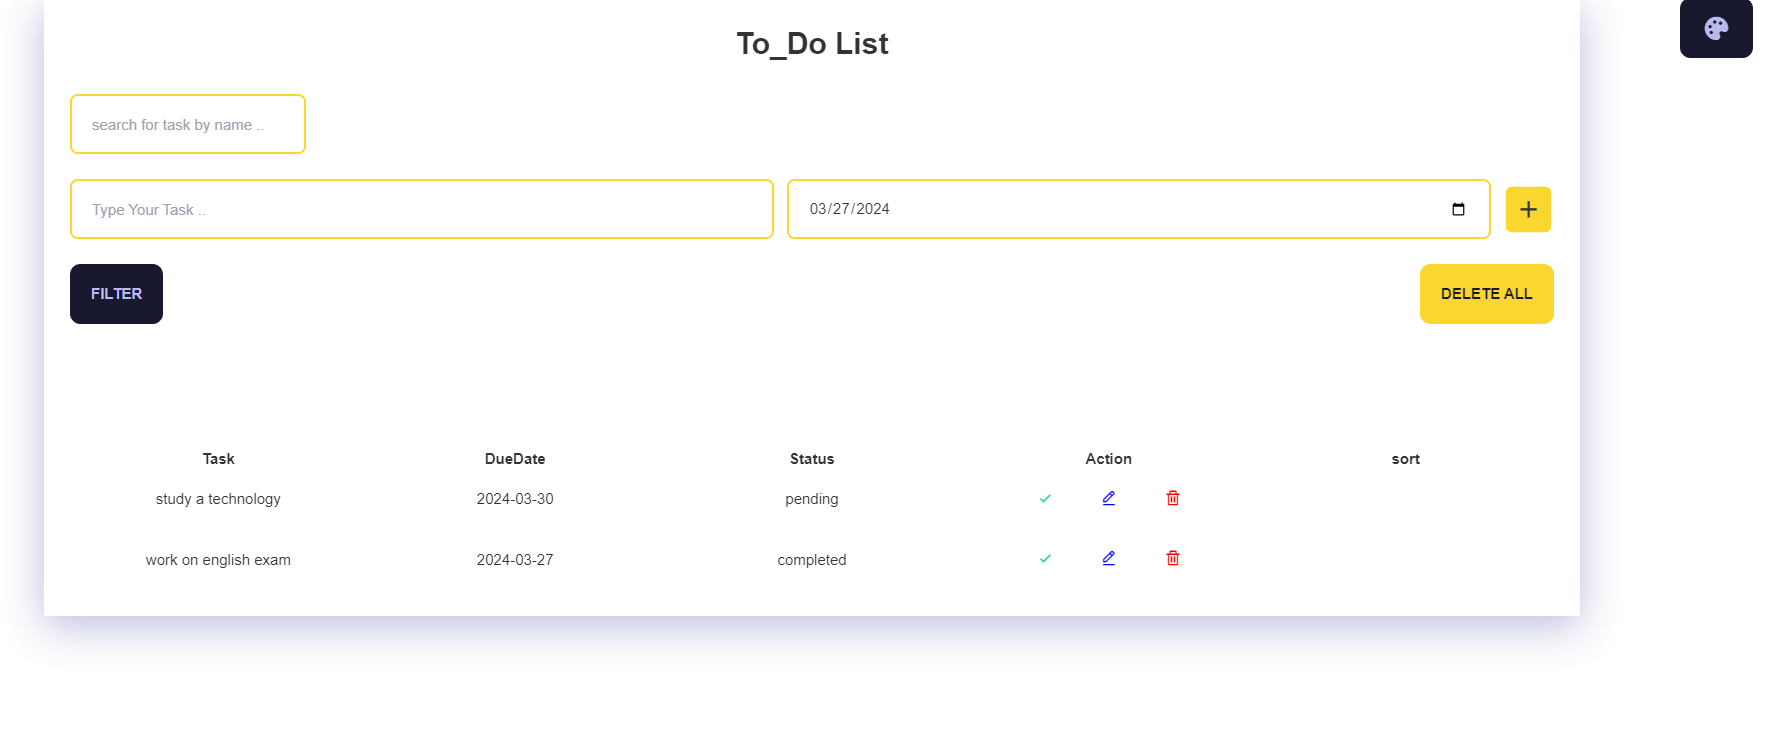 To_Do List
search for task by name ..
Type Your Task ..
03/27/2024
FILTER
DELETE ALL
Task DueDate Status Action sort
study a technology 2024-03-30 pending
work on english exam 2024-03-27 completed